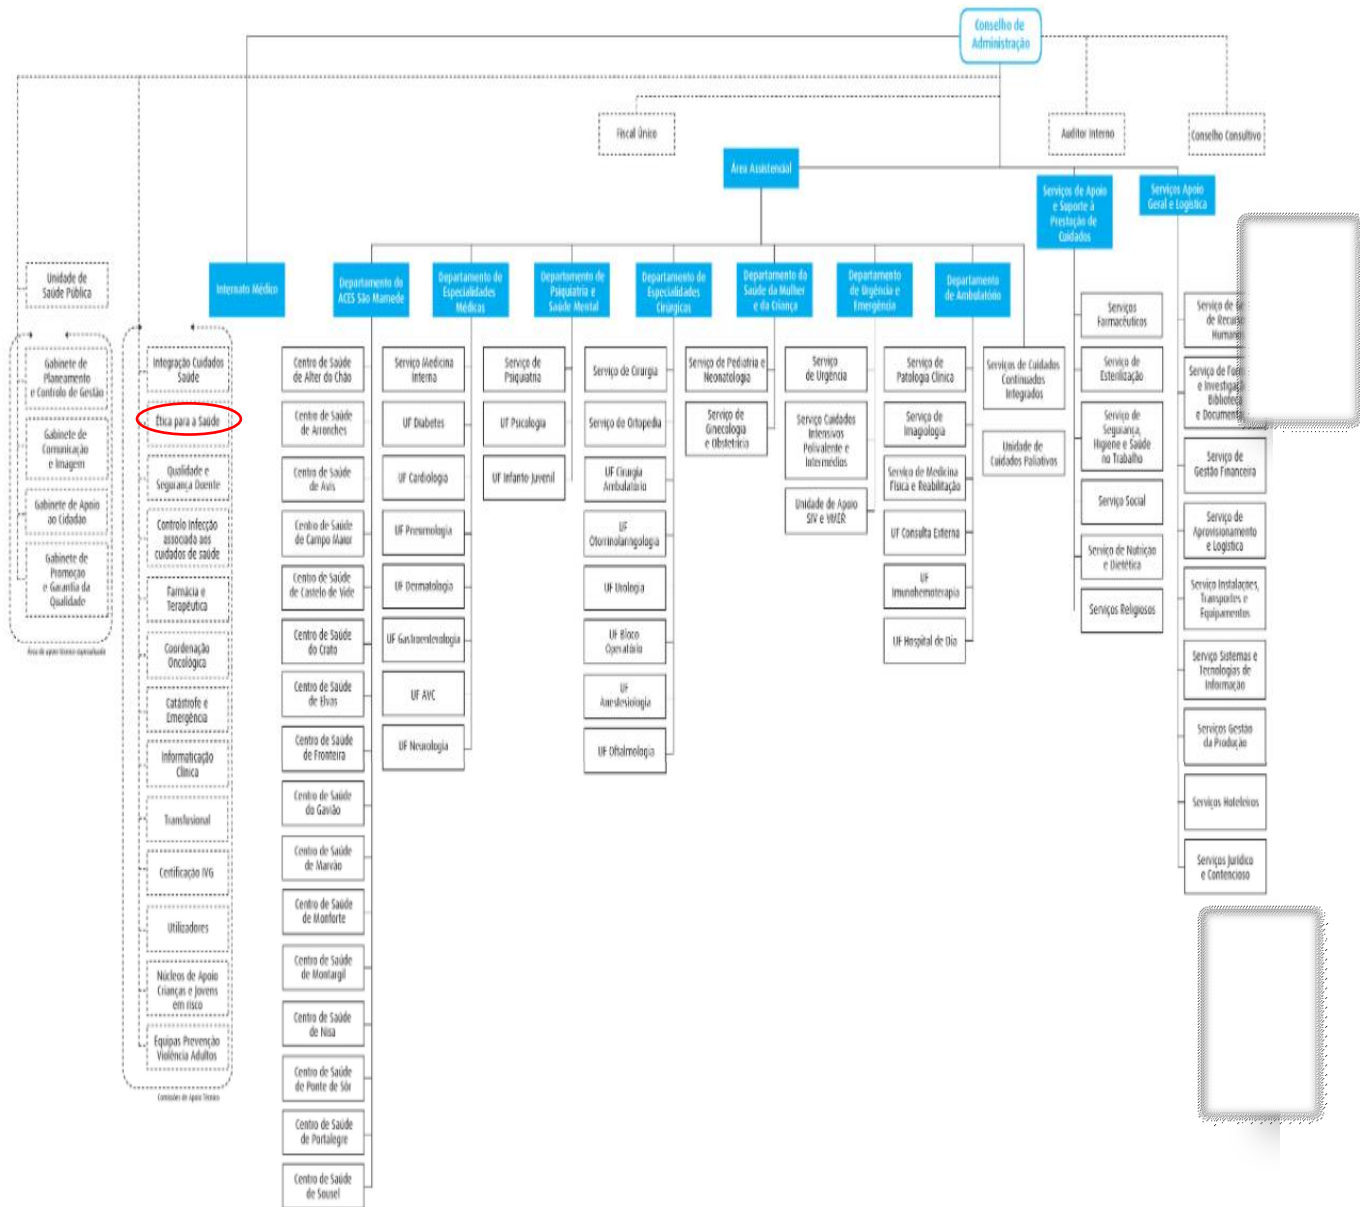 Conselho de
Administração
Fiscal Único
Auditor Interno
Conselho Consultivo
Área Assistencial
Serviços de Apoio
e Suporte à
Prestação de
Cuidados
Serviços Apoio
Geral e Logística
Unidade de
Saúde Pública
Internato Médico
Departamento do
ACES São Mamede
Departamento de
Especialidades
Médicas
Departamento de
Psiquiatria e
Saúde Mental
Departamento de
Especialidades
Cirúrgicas
Departamento da
Saúde da Mulher
e da Criança
Departamento
de Urgência e
Emergência
Departamento
de Ambulatório
Gabinete de
Planeamento
e Controlo de Gestão
Gabinete de
Comunicação
e Imagem
Gabinete de Apoio
ao Cidadão
Gabinete de
Promoção
e Garantia da
Qualidade
Área de apoio técnico especializado
Integração Cuidados
Saúde
Ética para a Saúde
Qualidade e
Segurança Doente
Controlo Infecção
associada aos
cuidados de saúde
Farmácia e
Terapêutica
Coordenação
Oncológica
Catástrofe e
Emergência
Informaticação
Clínica
Transfusional
Certificação IVG
Utilizadores
Núcleos de Apoio
Crianças e Jovens
em risco
Equipas Prevenção
Violência Adultos
Comissões de Apoio Técnico
Centro de Saúde
de Alter do Chão
Centro de Saúde
de Arronches
Centro de Saúde
de Avis
Centro de Saúde
de Campo Maior
Centro de Saúde
de Castelo de Vide
Centro de Saúde
do Crato
Centro de Saúde
de Elvas
Centro de Saúde
de Fronteira
Centro de Saúde
do Gavião
Centro de Saúde
de Marvão
Centro de Saúde
de Monforte
Centro de Saúde
de Montargil
Centro de Saúde
de Nisa
Centro de Saúde
de Ponte de Sôr
Centro de Saúde
de Portalegre
Centro de Saúde
de Sousel
Serviço Medicina
Interna
UF Diabetes
UF Cardiologia
UF Pneumologia
UF Dermatologia
UF Gastroenterologia
UF AVC
UF Neurologia
Serviço de
Psiquiatria
UF Psicologia
UF Infanto Juvenil
Serviço de Cirurgia
Serviço de Ortopedia
UF Cirurgia
Ambulatório
UF
Otorrinolaringologia
UF Urologia
UF Bloco
Operatório
UF
Anestesiologia
UF Oftalmologia
Serviço de Pediatria e
Neonatologia
Serviço de
Ginecologia
e Obstetrícia
Serviço
de Urgência
Serviço Cuidados
Intensivos
Polivalente e
Intermédios
Unidade de Apoio
SIV e VMER
Serviço de
Patologia Clínica
Serviço de
Imagiologia
Serviço de Medicina
Física e Reabilitação
UF Consulta Externa
UF
Imunohemoterapia
UF Hospital de Dia
Serviços de Cuidados
Continuados
Integrados
Unidade de
Cuidados Paliativos
Serviços
Farmacêuticos
Serviço de
Esterilização
Serviço de
Segurança,
Higiene e Saúde
no Trabalho
Serviço Social
Serviço de Nutrição
e Dietética
Serviços Religiosos
Serviço de
de
Serviço de
e
Serviço de
Gestão Financeira
Serviço de
Aprovisionamento
e Logística
Serviço Instalações,
Transportes e
Equipamentos
Serviço Sistemas e
Tecnologias de
Informação
Serviços Gestão
da Produção
Serviços Hoteleiros
Serviços Jurídico
e Contencioso